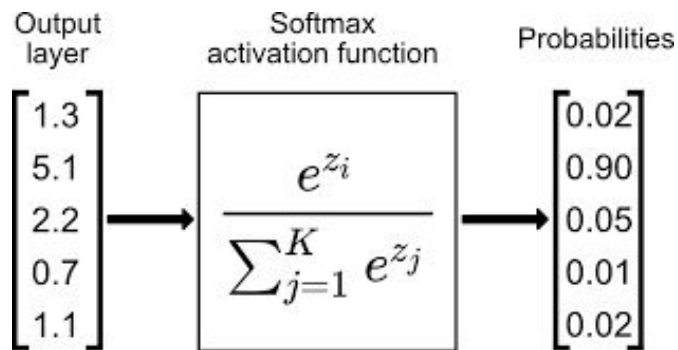 Output
layer
Softmax
activation function
Probabilities
1.3
5.1
2.2
0.7
1.1
e^{z_i}
∑_{j=1}^{K} e^{z_j}
0.02
0.90
0.05
0.01
0.02